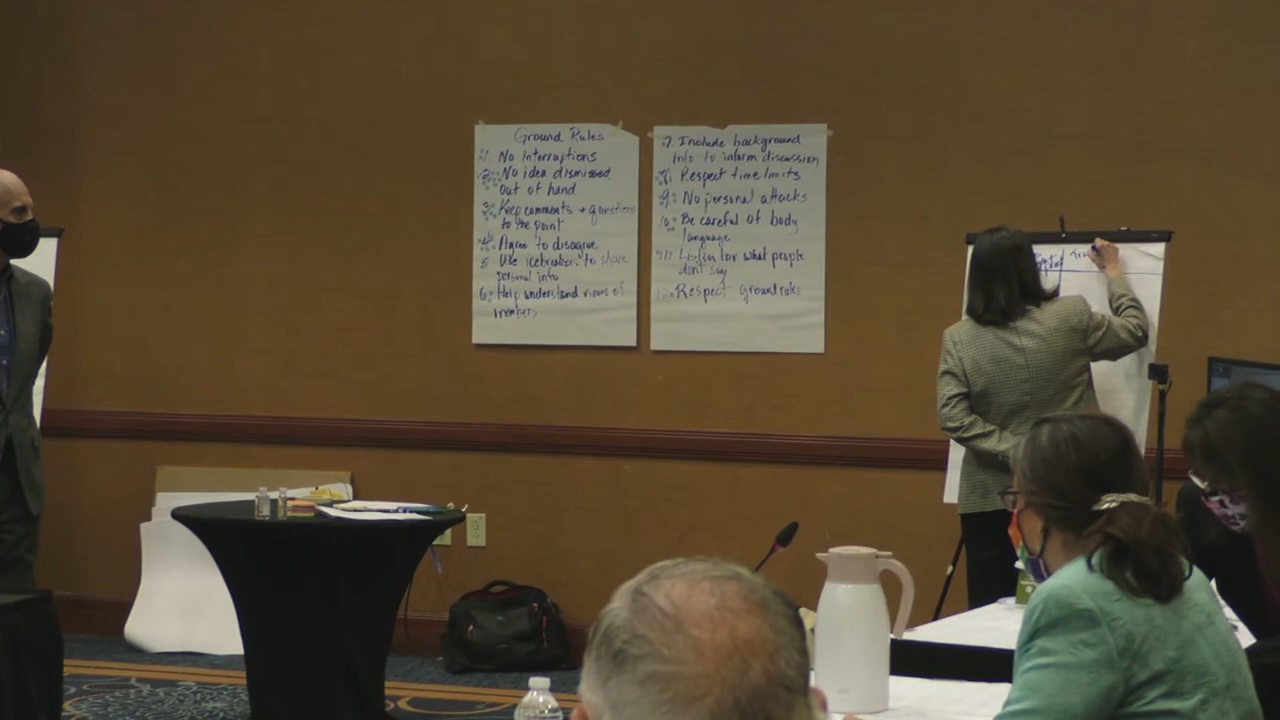 Ground Rules
1. No Interruptions
2. No idea dismissed
out of hand
3. Keep comments + questions
to the point
4. Agree to disagree
5. Use icebreakers to share
personal info
6. Help understand views of
members
7. Include background
info to inform discussion
8. Respect time limits
9. No personal attacks
10. Be careful of body
language
11. Listen for what people
don't say
Respect ground rules